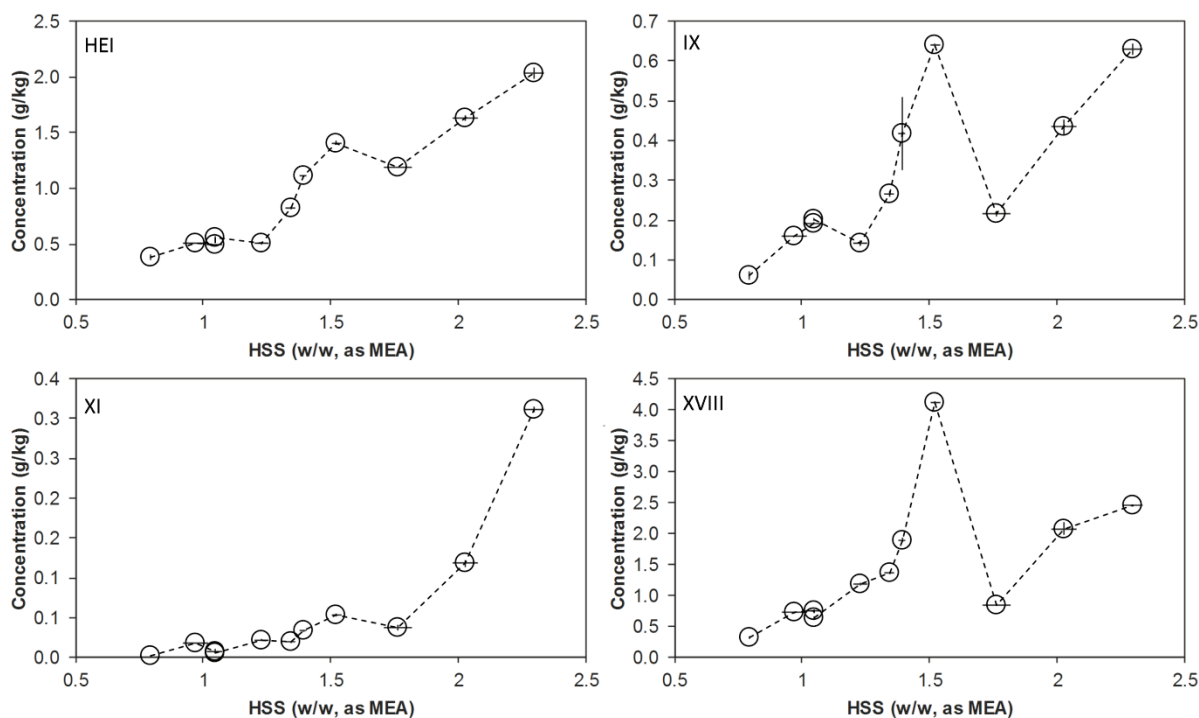 HEI
Concentration (g/kg)
2.5
2.0
1.5
1.0
0.5
0.0
0.5 1 1.5 2 2.5
HSS (w/w, as MEA)
IX
Concentration (g/kg)
0.7
0.6
0.5
0.4
0.3
0.2
0.1
0.0
0.5 1 1.5 2 2.5
HSS (w/w, as MEA)
XI
Concentration (g/kg)
0.4
0.3
0.3
0.2
0.2
0.1
0.1
0.0
0.5 1 1.5 2 2.5
HSS (w/w, as MEA)
XVIII
Concentration (g/kg)
4.5
4.0
3.5
3.0
2.5
2.0
1.5
1.0
0.5
0.0
0.5 1 1.5 2 2.5
HSS (w/w, as MEA)